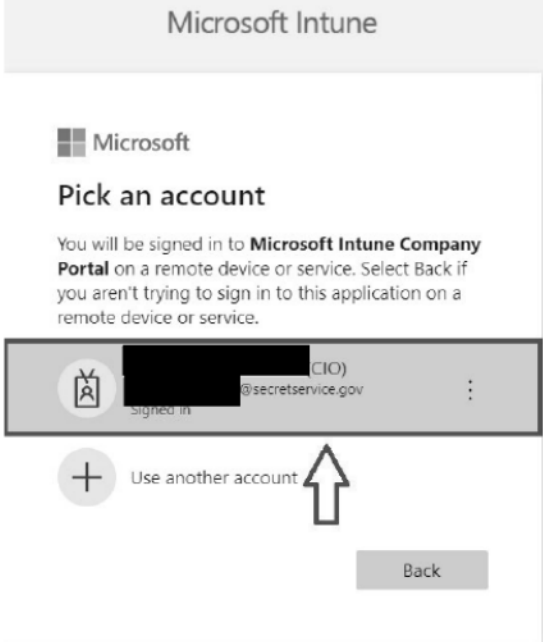 Microsoft Intune
Microsoft
Pick an account
You will be signed in to Microsoft Intune Company
Portal on a remote device or service. Select Back if
you aren't trying to sign in to this application on a
remote device or service.
(CIO)
@secretservice.gov
Signed in
Use another account
Back